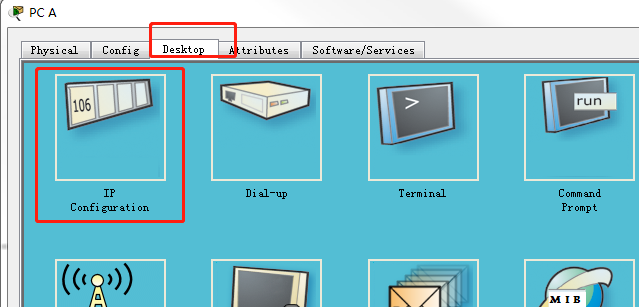 PC A
Physical Config Desktop Attributes Software/Services
106
>
run
IP
Configuration
Dial-up
Terminal
Command
Prompt
MIB